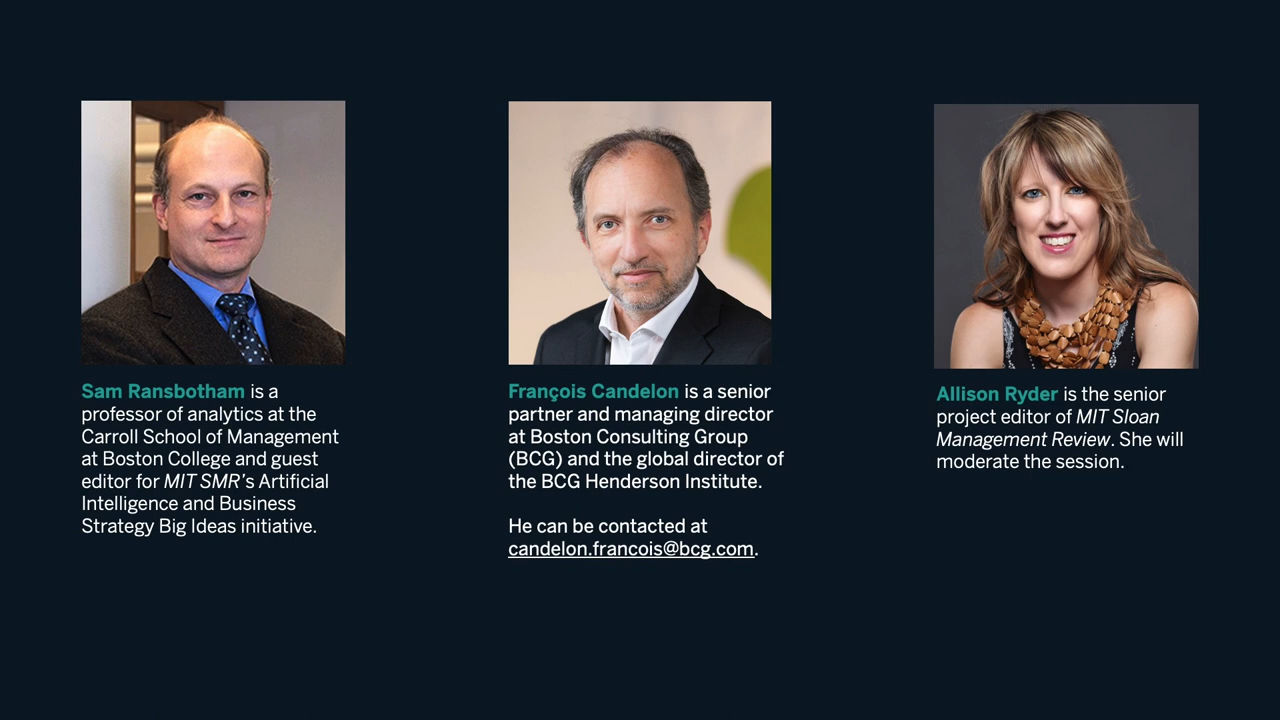 Sam Ransbotham is a
professor of analytics at the
Carroll School of Management
at Boston College and guest
editor for MIT SMR's Artificial
Intelligence and Business
Strategy Big Ideas initiative.
François Candelon is a senior
partner and managing director
at Boston Consulting Group
(BCG) and the global director of
the BCG Henderson Institute.
He can be contacted at
candelon.francois@bcg.com.
Allison Ryder is the senior
project editor of MIT Sloan
Management Review. She will
moderate the session.